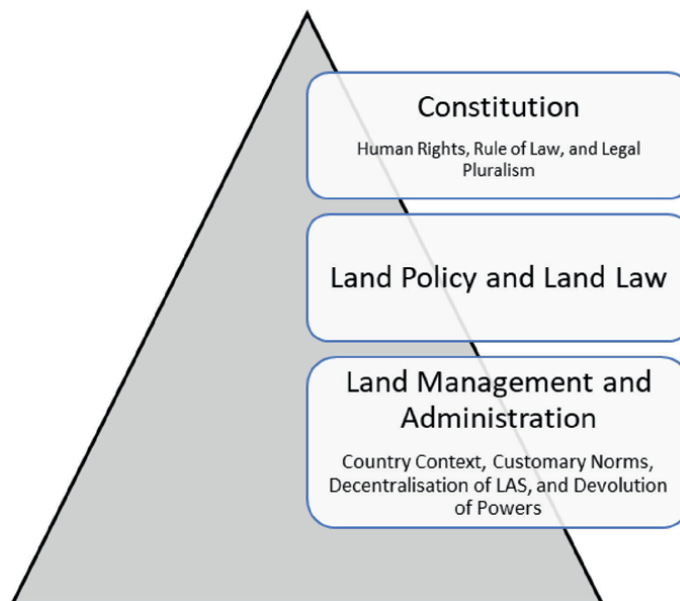 Constitution
Human Rights, Rule of Law, and Legal
Pluralism
Land Policy and Land Law
Land Management and
Administration
Country Context, Customary Norms,
Decentralisation of LAS, and Devolution
of Powers